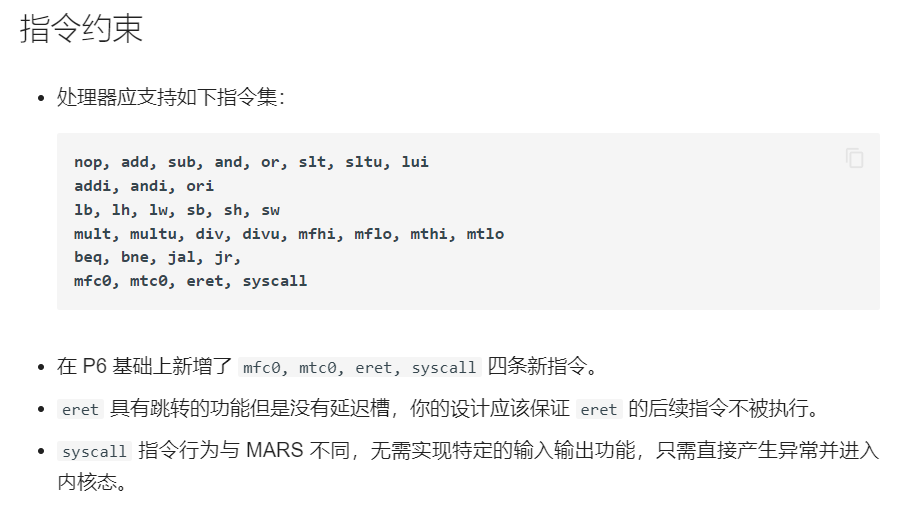 指令约束
处理器应支持如下指令集：
nop, add, sub, and, or, slt, sltu, lui
addi, andi, ori
lb, lh, lw, sb, sh, sw
mult, multu, div, divu, mfhi, mflo, mthi, mtlo
beq, bne, jal, jr,
mfc0, mtc0, eret, syscall
在 P6 基础上新增了 mfc0, mtc0, eret, syscall 四条新指令。
eret 具有跳转的功能但是没有延迟槽，你的设计应该保证 eret 的后续指令不被执行。
syscall 指令行为与 MARS 不同，无需实现特定的输入输出功能，只需直接产生异常并进入
内核态。